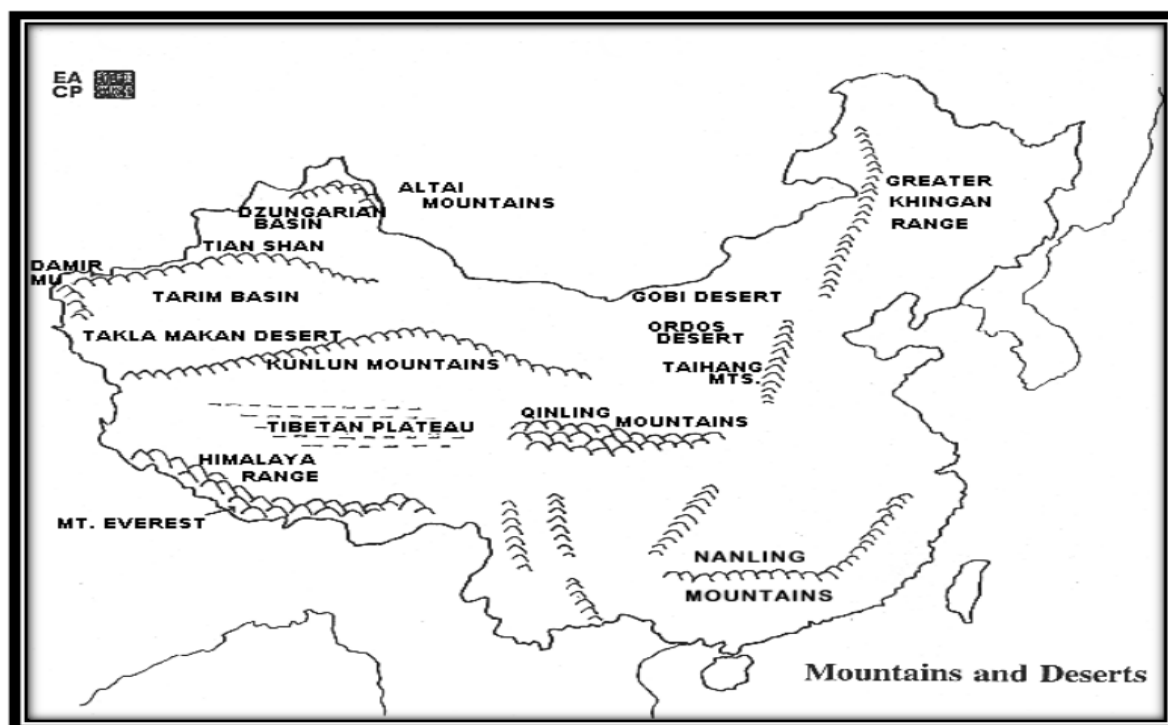 EA
CP
ALTAI
MOUNTAINS
DZUNGARIAN
BASIN
TIAN SHAN
DAMIR
MU
TARIM BASIN
TAKLA MAKAN DESERT
KUNLUN MOUNTAINS
TIBETAN PLATEAU
HIMALAYA
RANGE
MT. EVEREST
GREATER
KHINGAN
RANGE
GOBI DESERT
ORDOS
DESERT
TAIHANG
MTS.
QINLING
MOUNTAINS
NANLING
MOUNTAINS
Mountains and Deserts